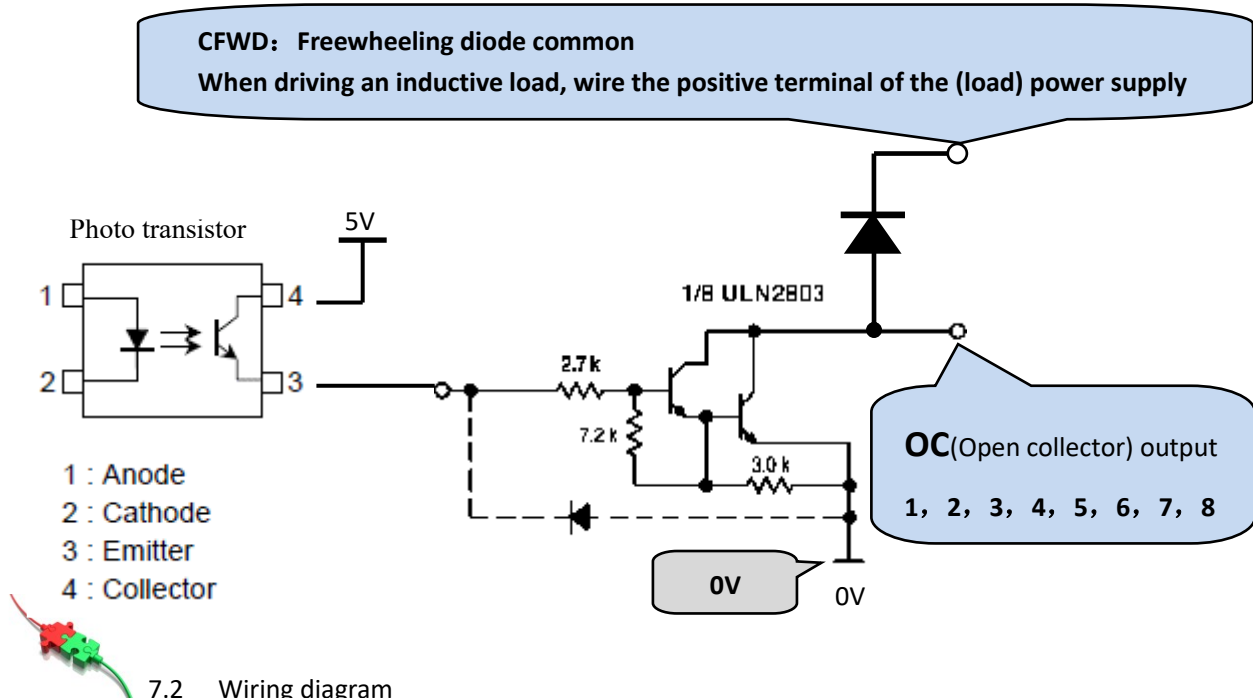 CFWD： Freewheeling diode common
When driving an inductive load, wire the positive terminal of the (load) power supply
Photo transistor
5V
1
4
2
3
1/8 ULN2803
2.7k
7.2k
3.0k
OC(Open collector) output
1，2，3，4，5，6，7，8
1 : Anode
2 : Cathode
3 : Emitter
4 : Collector
0V
0V
7.2 Wiring diagram